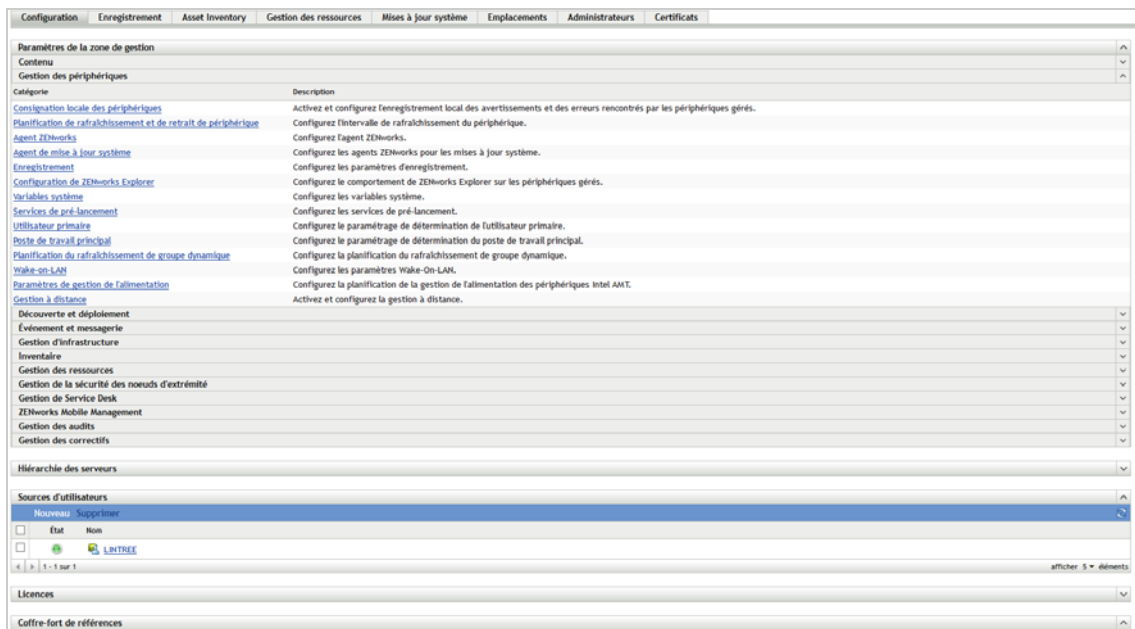 Configuration Enregistrement Asset Inventory Gestion des ressources Mises à jour système Emplacements Administrateurs Certificats
Paramètres de la zone de gestion
Contenu
Gestion des périphériques
Catégorie Description
Consignation locale des périphériques Activez et configurez l'enregistrement local des avertissements et des erreurs rencontrés par les périphériques gérés.
Planification de rafraîchissement et de retrait de périphérique Configurez l'intervalle de rafraîchissement du périphérique.
Agent ZENworks Configurez l'agent ZENworks.
Agent de mise à jour système Configurez les agents ZENworks pour les mises à jour système.
Enregistrement Configurez les paramètres d'enregistrement.
Configuration de ZENworks Explorer Configurez le comportement de ZENworks Explorer sur les périphériques gérés.
Variables système Configurez les variables système.
Services de pré-lancement Configurez les services de pré-lancement.
Utilisateur primaire Configurez le paramétrage de détermination de l'utilisateur primaire.
Poste de travail principal Configurez le paramétrage de détermination du poste de travail principal.
Planification du rafraîchissement de groupe dynamique Configurez la planification du rafraîchissement de groupe dynamique.
Wake-on-LAN Configurez les paramètres Wake-On-LAN.
Paramètres de gestion de l'alimentation Configurez la planification de la gestion de l'alimentation des périphériques Intel AMT.
Gestion à distance Activez et configurez la gestion à distance.
Découverte et déploiement
Événement et messagerie
Gestion d'infrastructure
Inventaire
Gestion des ressources
Gestion de la sécurité des noeuds d'extrémité
Gestion de Service Desk
ZENworks Mobile Management
Gestion des audits
Gestion des correctifs
Hiérarchie des serveurs
Sources d'utilisateurs
Nouveau Supprimer
État Nom
LINTREE
1 - 1 sur 1 afficher 5 éléments
Licences
Coffre-fort de références